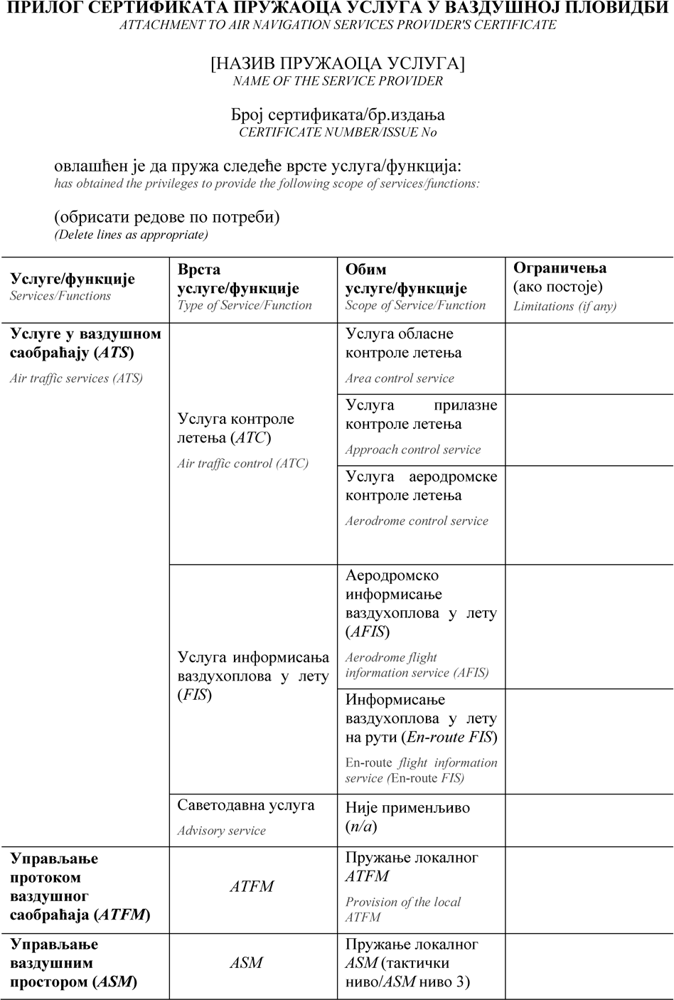 ПРИЛОГ СЕРТИФИКАТА ПРУЖАОЦА УСЛУГА У ВАЗДУШНОЈ ПЛОВИДБИ
ATTACHMENT TO AIR NAVIGATION SERVICES PROVIDER'S CERTIFICATE
[НАЗИВ ПРУЖАОЦА УСЛУГА]
NAME OF THE SERVICE PROVIDER
Број сертификата/бр.издања
CERTIFICATE NUMBER/ISSUE No
овлашћен је да пружа следеће врсте услуга/функција:
has obtained the privileges to provide the following scope of services/functions:
(обрисати редове по потреби)
(Delete lines as appropriate)
Услуге/функције
Services/Functions
Врста
услуге/функције
Type of Service/Function
Обим
услуге/функције
Scope of Service/Function
Ограничења
(ако постоје)
Limitations (if any)
Услуге у ваздушном
саобраћају (ATS)
Air traffic services (ATS)
Услуга контроле
летења (ATC)
Air traffic control (ATC)
Услуга обласне
контроле летења
Area control service
Услуга прилазне
контроле летења
Approach control service
Услуга аеродромске
контроле летења
Aerodrome control service
Услуга информисања
ваздухоплова у лету
(FIS)
Аеродромско
информисање
ваздухоплова у лету
(AFIS)
Aerodrome flight
information service (AFIS)
Информисање
ваздухоплова у лету
на рути (En-route FIS)
En-route flight information
service (En-route FIS)
Саветодавна услуга
Advisory service
Није применљиво
(n/a)
Управљање
протоком
ваздушног
саобраћаја (ATFM)
ATFM
Пружање локалног
ATFM
Provision of the local
ATFM
Управљање
ваздушним
простором (ASM)
ASM
Пружање локалног
ASM (тактички
ниво/ASM ниво 3)